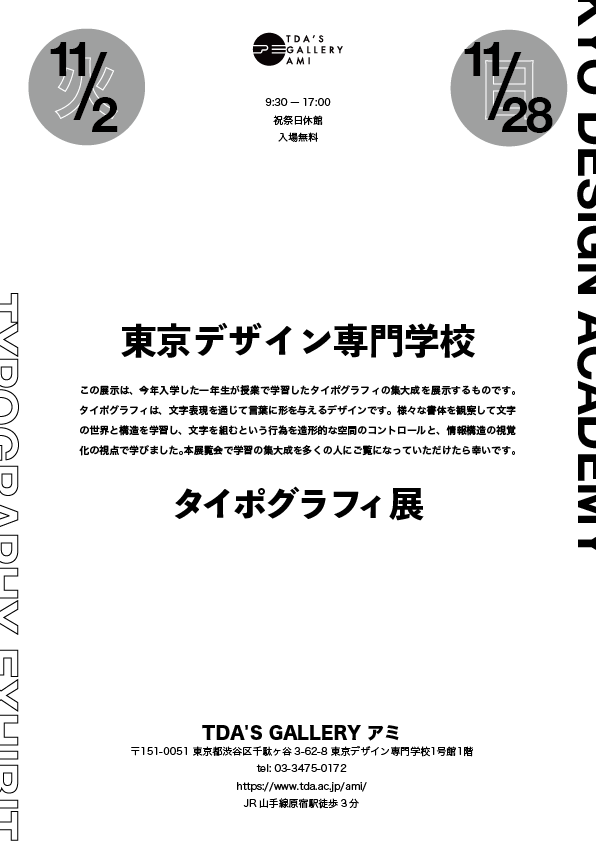 11/2
火
TDA'S
GALLERY
AMI
9:30 — 17:00
祝祭日休館
入場無料
11/28
日
KYO DESIGN ACADEMY
東京デザイン専門学校
この展示は、今年入学した一年生が授業で学習したタイポグラフィの集大成を展示するものです。
タイポグラフィは、文字表現を通じて言葉に形を与えるデザインです。様々な書体を観察して文字
の世界と構造を学習し、文字を組むという行為を造形的な空間のコントロールと、情報構造の視覚
化の視点で学びました。本展覧会で学習の集大成を多くの人にご覧になっていただけたら幸いです。
タイポグラフィ展
TYPOGRAPHY EXHIBIT
TDA'S GALLERY アミ
〒151-0051 東京都渋谷区千駄ヶ谷 3-62-8 東京デザイン専門学校1号館1階
tel: 03-3475-0172
https://www.tda.ac.jp/ami/
JR 山手線原宿駅徒歩 3 分